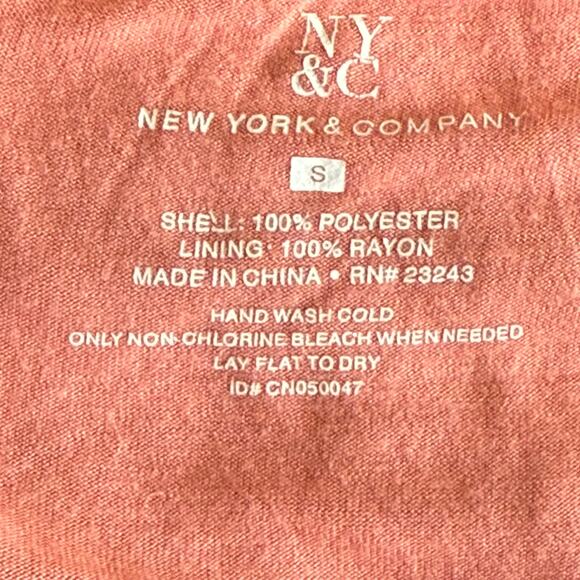 NY
&C
NEW YORK & COMPANY
S
SHELL: 100% POLYESTER
LINING: 100% RAYON
MADE IN CHINA • RN# 23243
HAND WASH COLD
ONLY NON-CHLORINE BLEACH WHEN NEEDED
LAY FLAT TO DRY
ID# CN050047